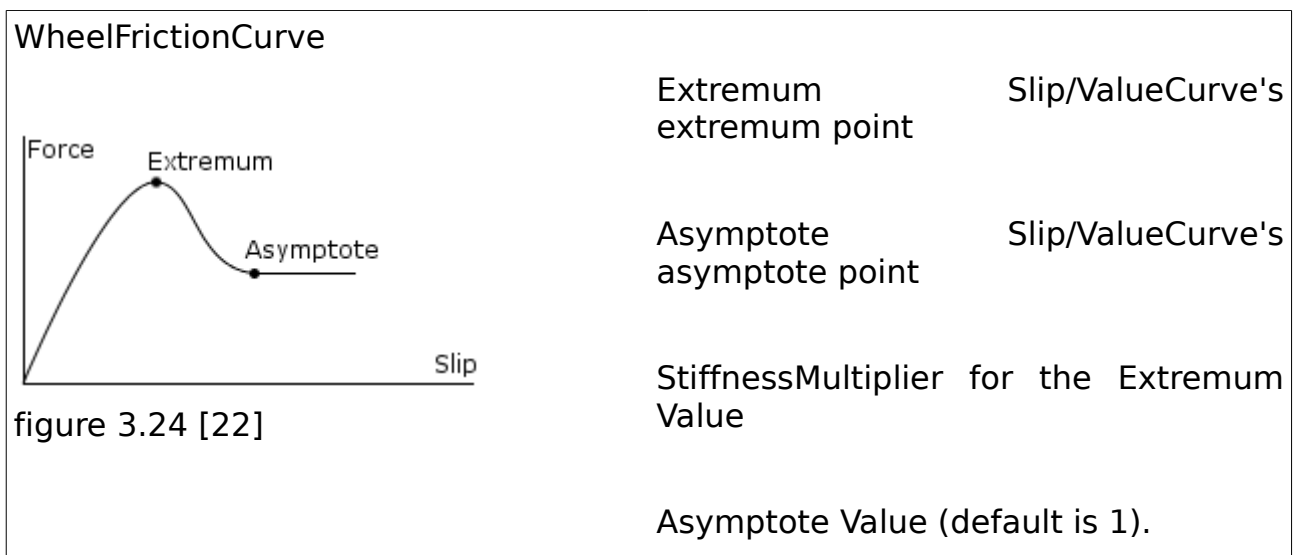 WheelFrictionCurve
Force
Extremum
Asymptote
Slip
figure 3.24 [22]
Extremum Slip/ValueCurve's
extremum point
Asymptote Slip/ValueCurve's
asymptote point
StiffnessMultiplier for the Extremum
Value
Asymptote Value (default is 1).